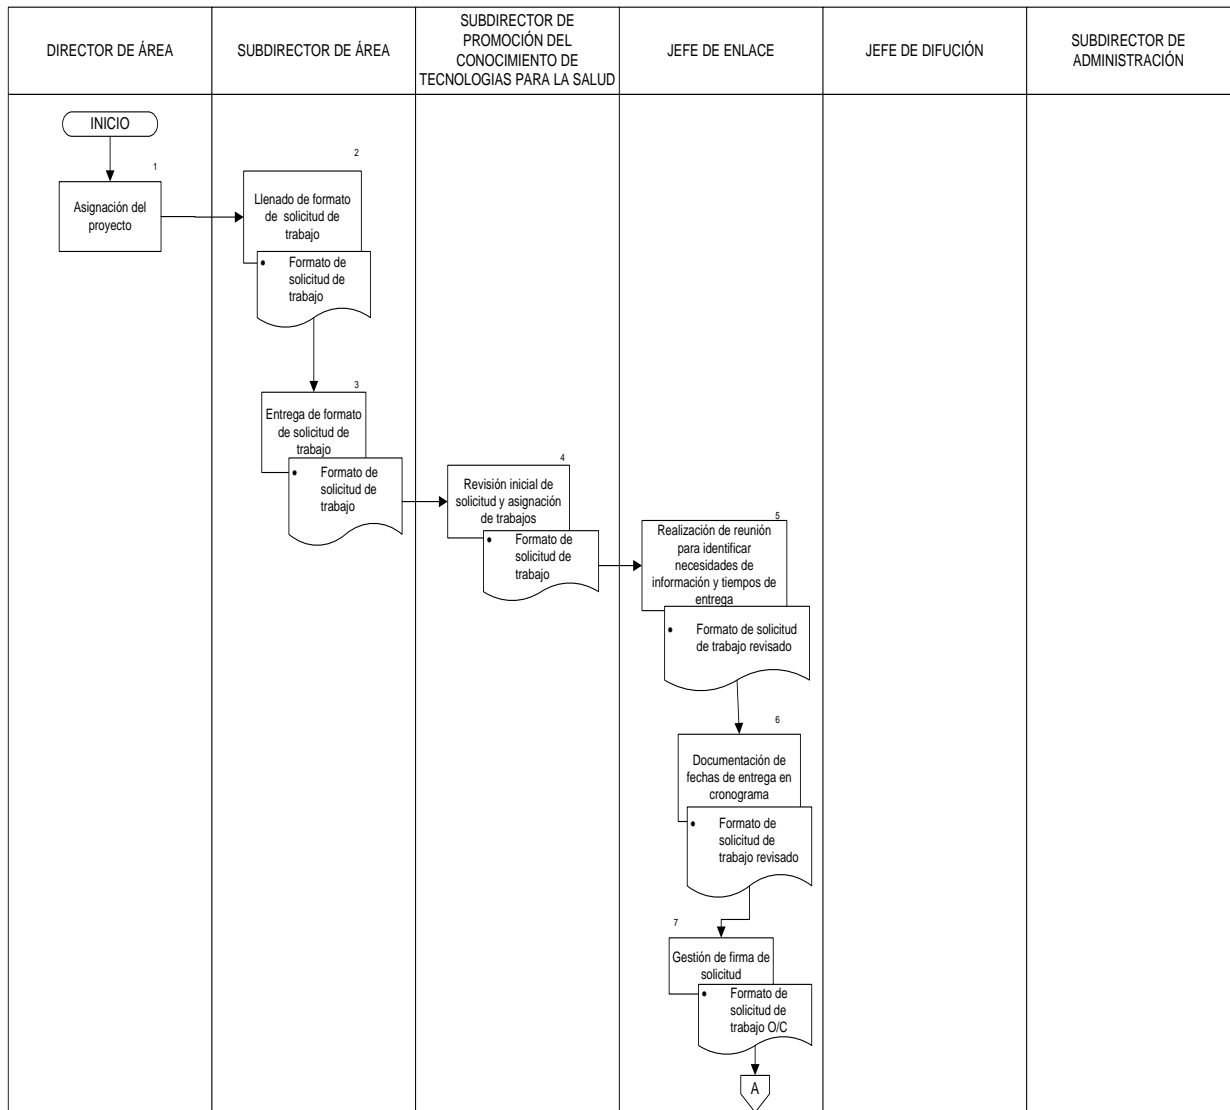 DIRECTOR DE ÁREA
SUBDIRECTOR DE ÁREA
SUBDIRECTOR DE
PROMOCIÓN DEL
CONOCIMIENTO DE
TECNOLOGIAS PARA LA SALUD
JEFE DE ENLACE
JEFE DE DIFUCIÓN
SUBDIRECTOR DE
ADMINISTRACIÓN
INICIO
1
Asignación del
proyecto
2
Llenado de formato
de solicitud de
trabajo
• Formato de
solicitud de
trabajo
3
Entrega de formato
de solicitud de
trabajo
• Formato de
solicitud de
trabajo
4
Revisión inicial de
solicitud y asignación
de trabajos
• Formato de
solicitud de
trabajo
5
Realización de reunión
para identificar
necesidades de
información y tiempos de
entrega
• Formato de solicitud
de trabajo revisado
6
Documentación de
fechas de entrega en
cronograma
• Formato de
solicitud de
trabajo revisado
7
Gestión de firma de
solicitud
• Formato de
solicitud de
trabajo O/C
A